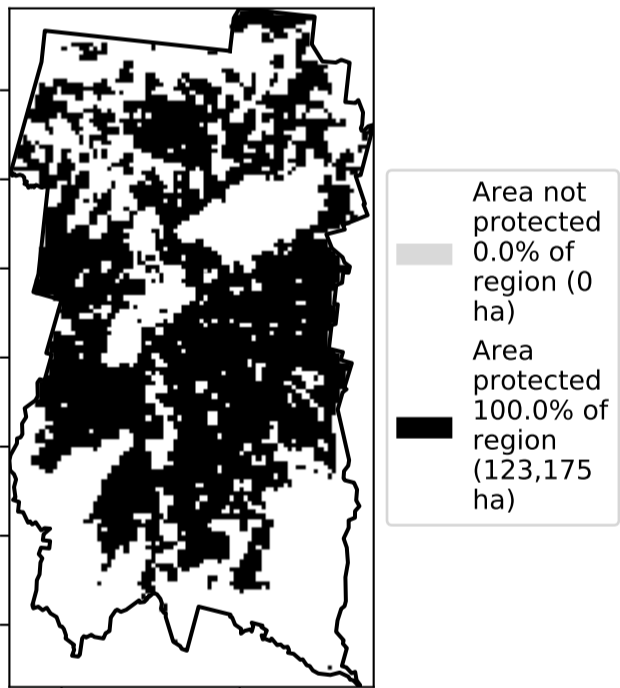 Area not
protected
0.0% of
region (0
ha)
Area
protected
100.0% of
region
(123,175
ha)